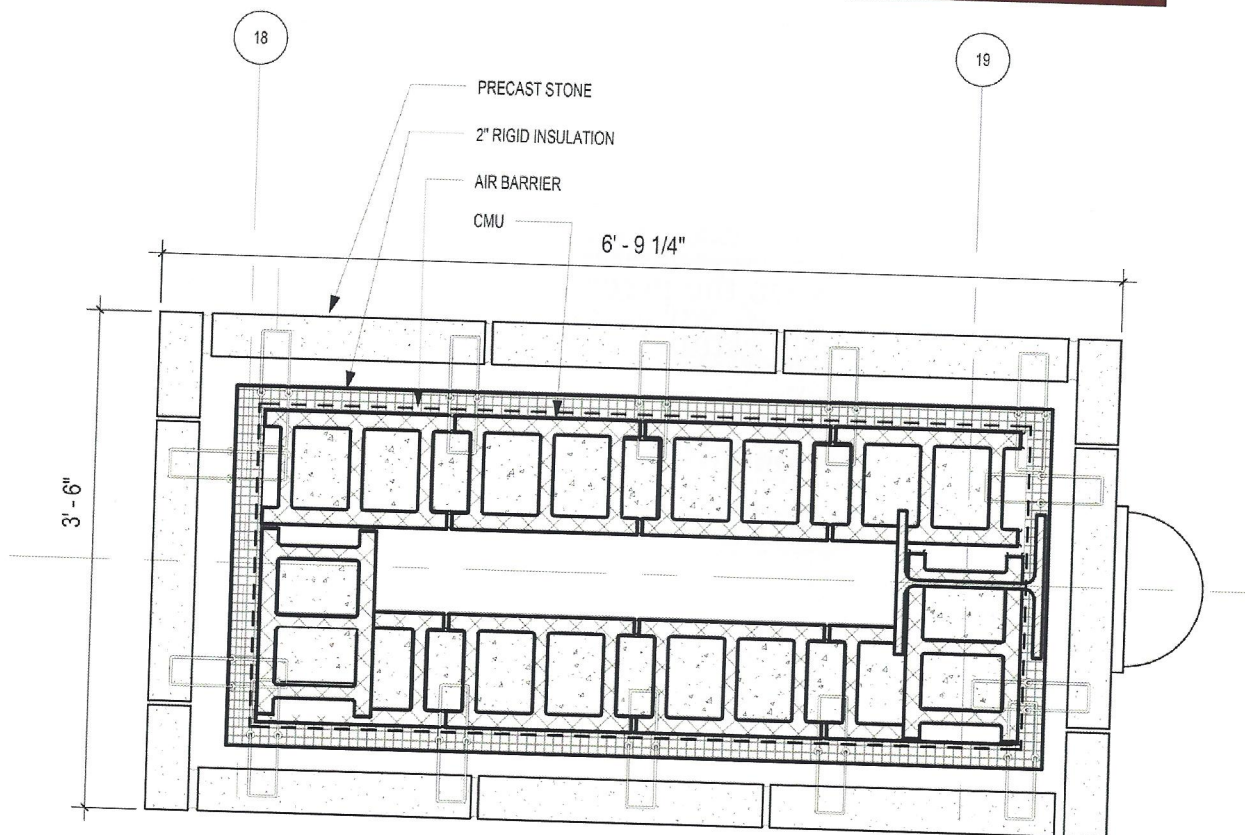 18
19
PRECAST STONE
2" RIGID INSULATION
AIR BARRIER
CMU
6' - 9 1/4"
3' - 6"